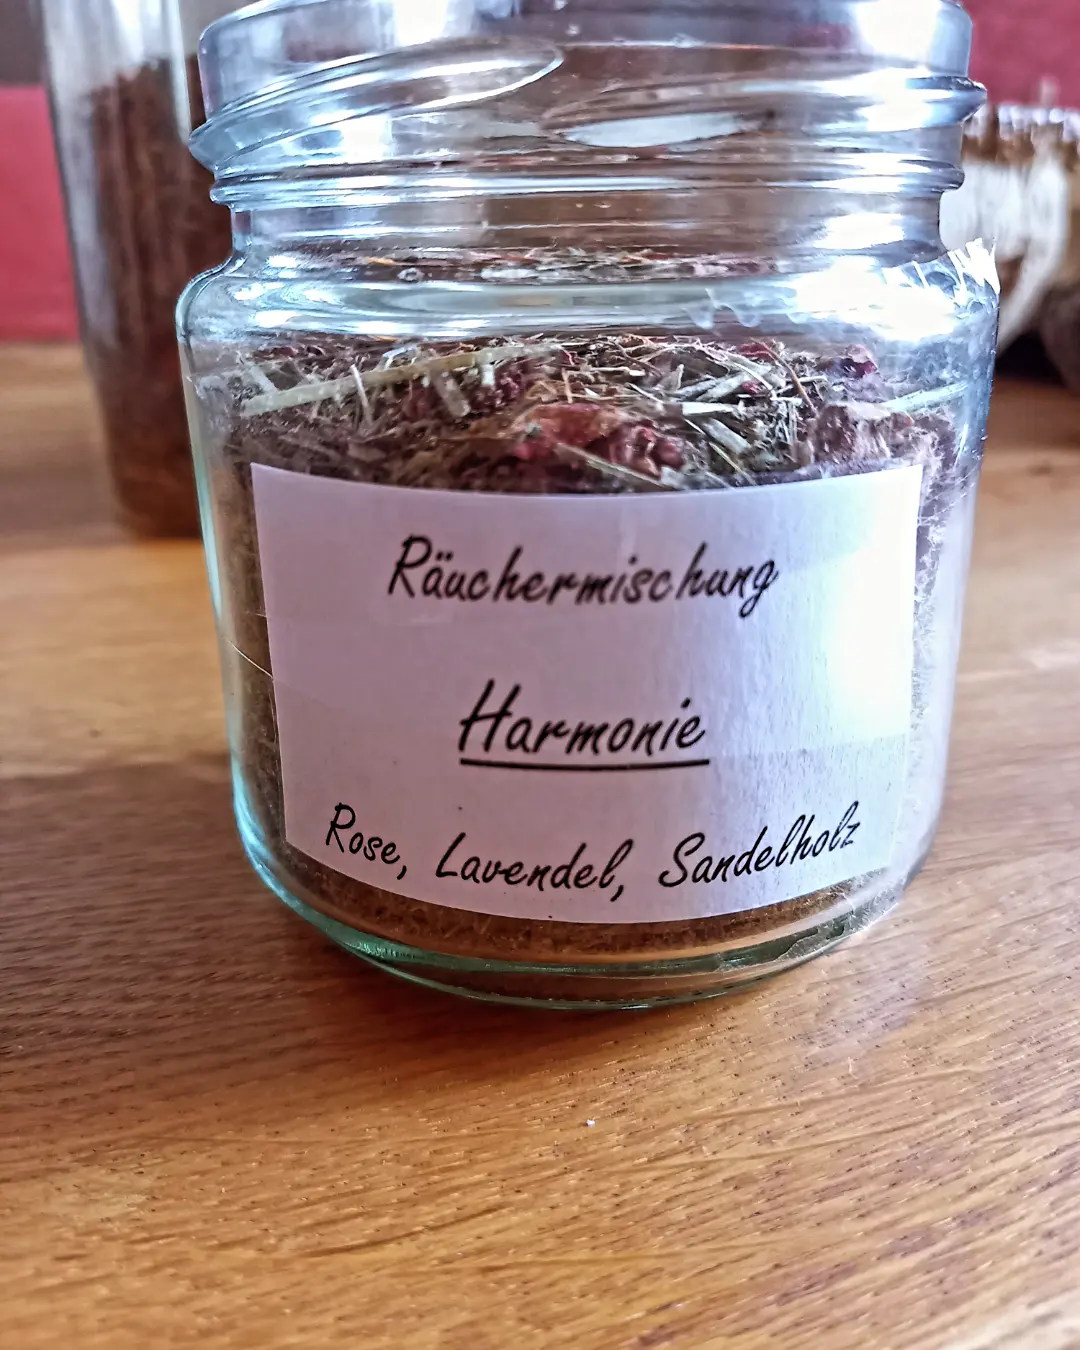 Räuchermischung
Harmonie
Rose, Lavendel, Sandelholz